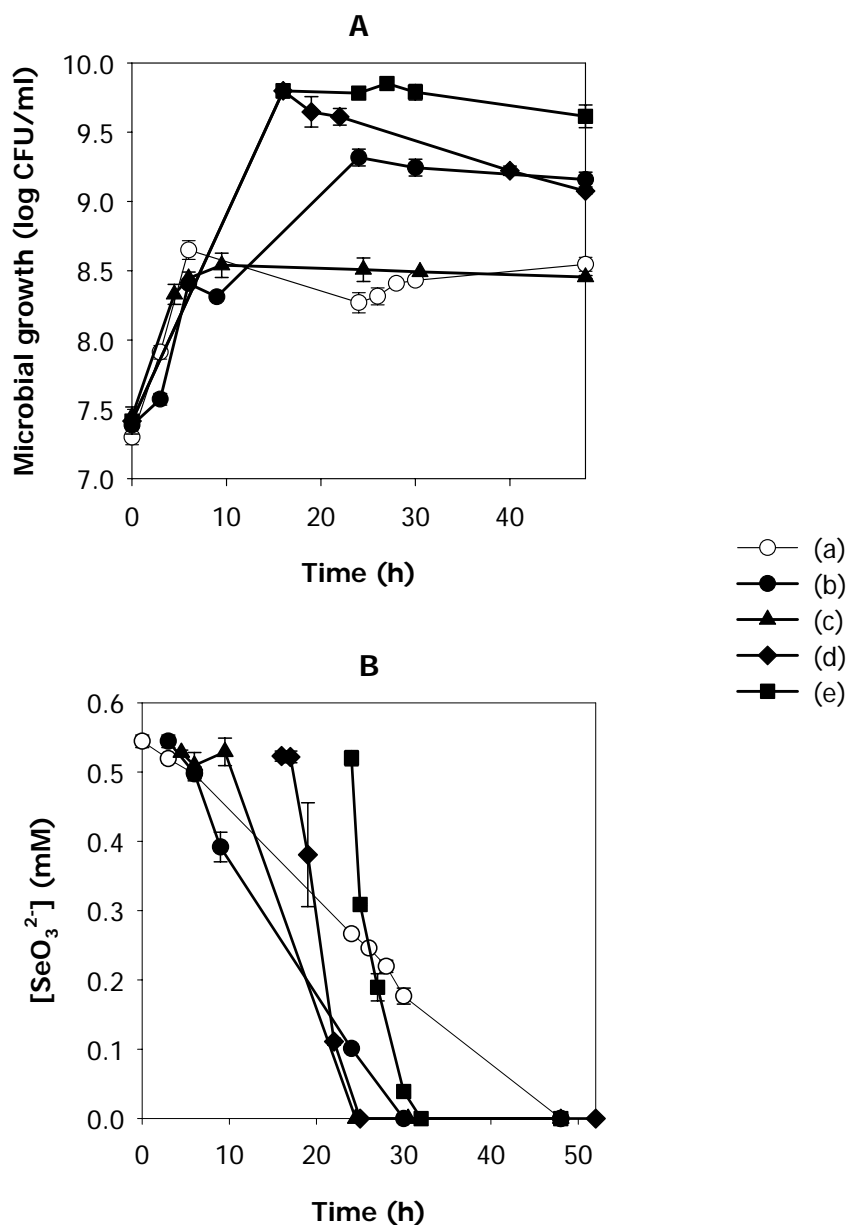 A
Microbial growth (log CFU/ml)
10.0
9.5
9.0
8.5
8.0
7.5
7.0
0 10 20 30 40
Time (h)
(a)
(b)
(c)
(d)
(e)
B
[SeO₃²⁻] (mM)
0.6
0.5
0.4
0.3
0.2
0.1
0.0
0 10 20 30 40 50
Time (h)